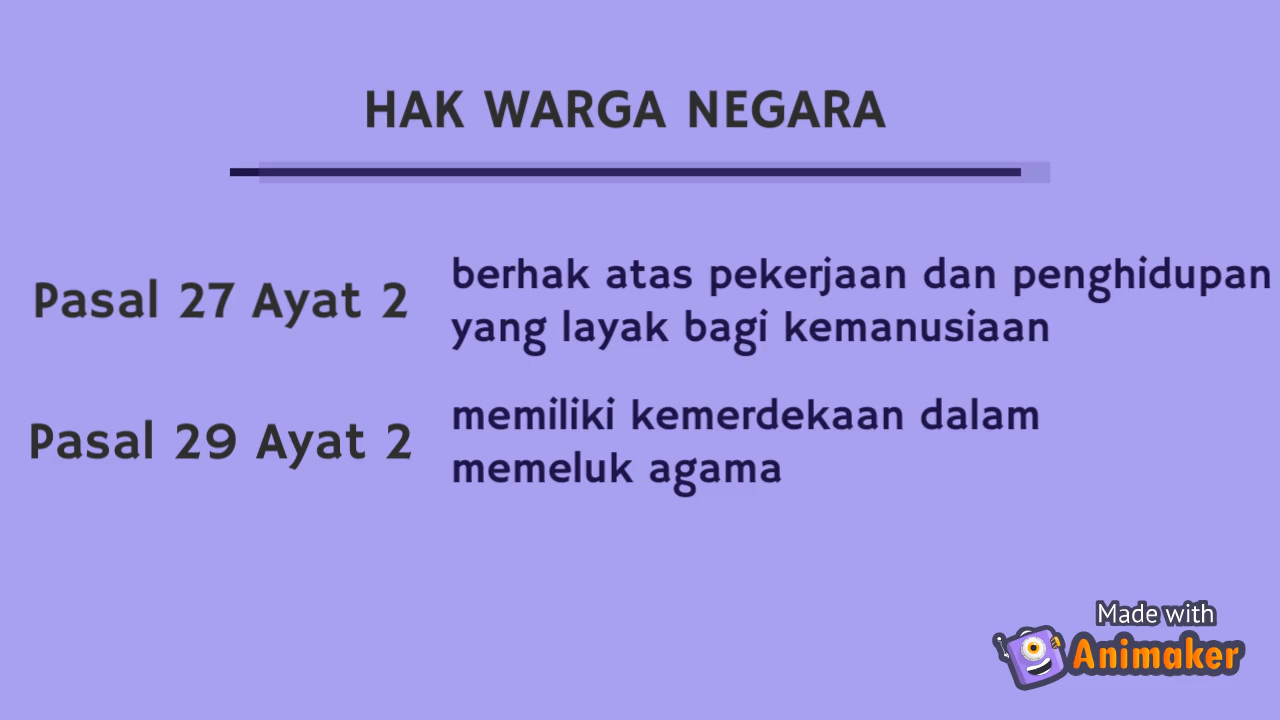 HAK WARGA NEGARA
Pasal 27 Ayat 2
berhak atas pekerjaan dan penghidupan
yang layak bagi kemanusiaan
Pasal 29 Ayat 2
memiliki kemerdekaan dalam
memeluk agama
Made with
Animaker